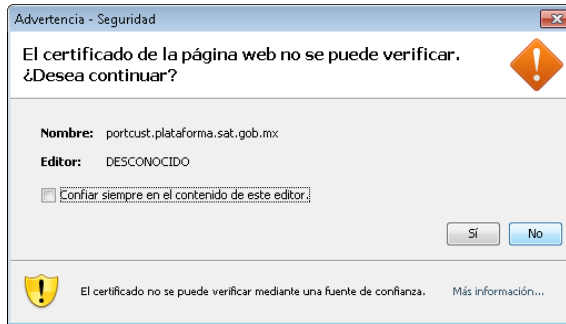 Advertencia - Seguridad
El certificado de la página web no se puede verificar.
¿Desea continuar?
Nombre: portcust.plataforma.sat.gob.mx
Editor: DESCONOCIDO
Confiar siempre en el contenido de este editor.
Sí No
El certificado no se puede verificar mediante una fuente de confianza. Más información...